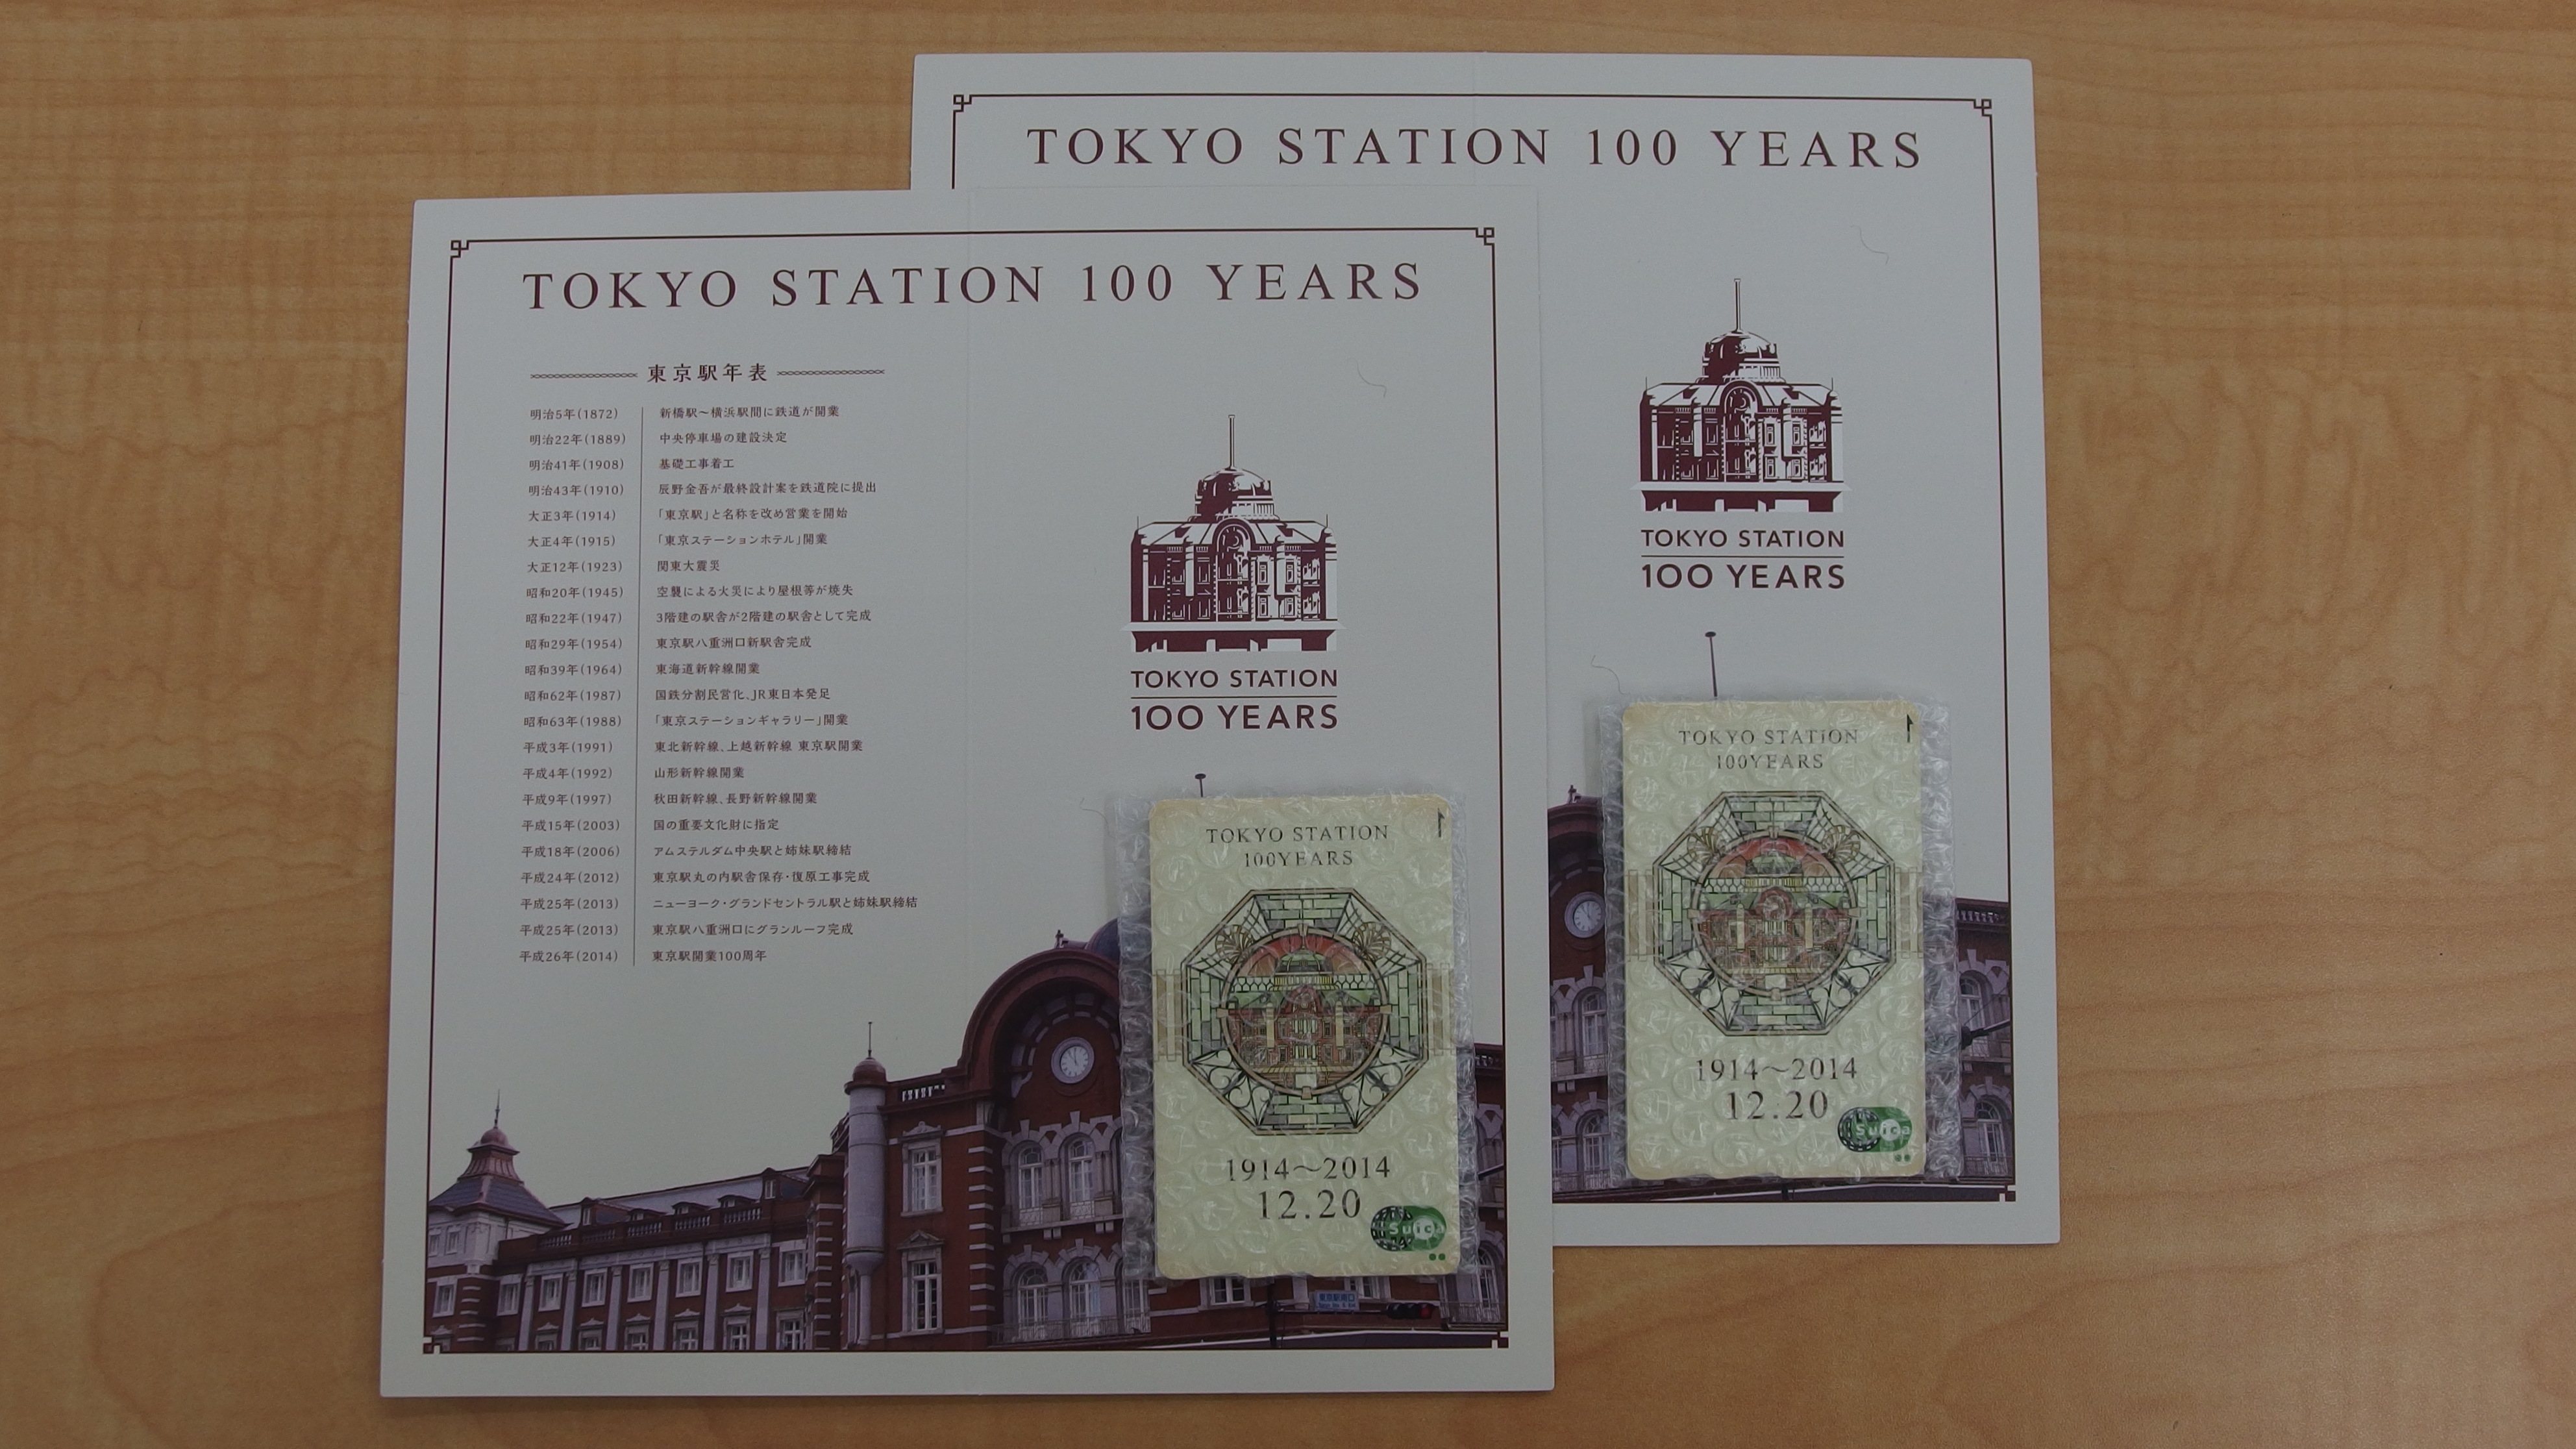 TOKYO STATION 100 YEARS
TOKYO STATION
100 YEARS
TOKYO STATION
100YEARS
1914～2014
12.20
Suica
TOKYO STATION 100 YEARS
東京駅年表
明治5年(1872) 新橋駅～横浜駅間に鉄道が開業
明治22年(1889) 中央停車場の建設決定
明治41年(1908) 基礎工事着工
明治43年(1910) 辰野金吾が最終設計案を鉄道院に提出
大正3年(1914) 「東京駅」と名称を改め営業を開始
大正4年(1915) 「東京ステーションホテル」開業
大正12年(1923) 関東大震災
昭和20年(1945) 空襲による火災により屋根等が焼失
昭和22年(1947) 3階建の駅舎が2階建の駅舎として完成
昭和29年(1954) 東京駅八重洲口新駅舎完成
昭和39年(1964) 東海道新幹線開業
昭和62年(1987) 国鉄分割民営化、JR東日本発足
昭和63年(1988) 「東京ステーションギャラリー」開業
平成3年(1991) 東北新幹線、上越新幹線 東京駅開業
平成4年(1992) 山形新幹線開業
平成9年(1997) 秋田新幹線、長野新幹線開業
平成15年(2003) 国の重要文化財に指定
平成18年(2006) アムステルダム中央駅と姉妹駅締結
平成24年(2012) 東京駅丸の内駅舎保存・復原工事完成
平成25年(2013) ニューヨーク・グランドセントラル駅と姉妹駅締結
平成25年(2013) 東京駅八重洲口にグランルーフ完成
平成26年(2014) 東京駅開業100周年
TOKYO STATION
100 YEARS
TOKYO STATION
100YEARS
1914～2014
12.20
Suica